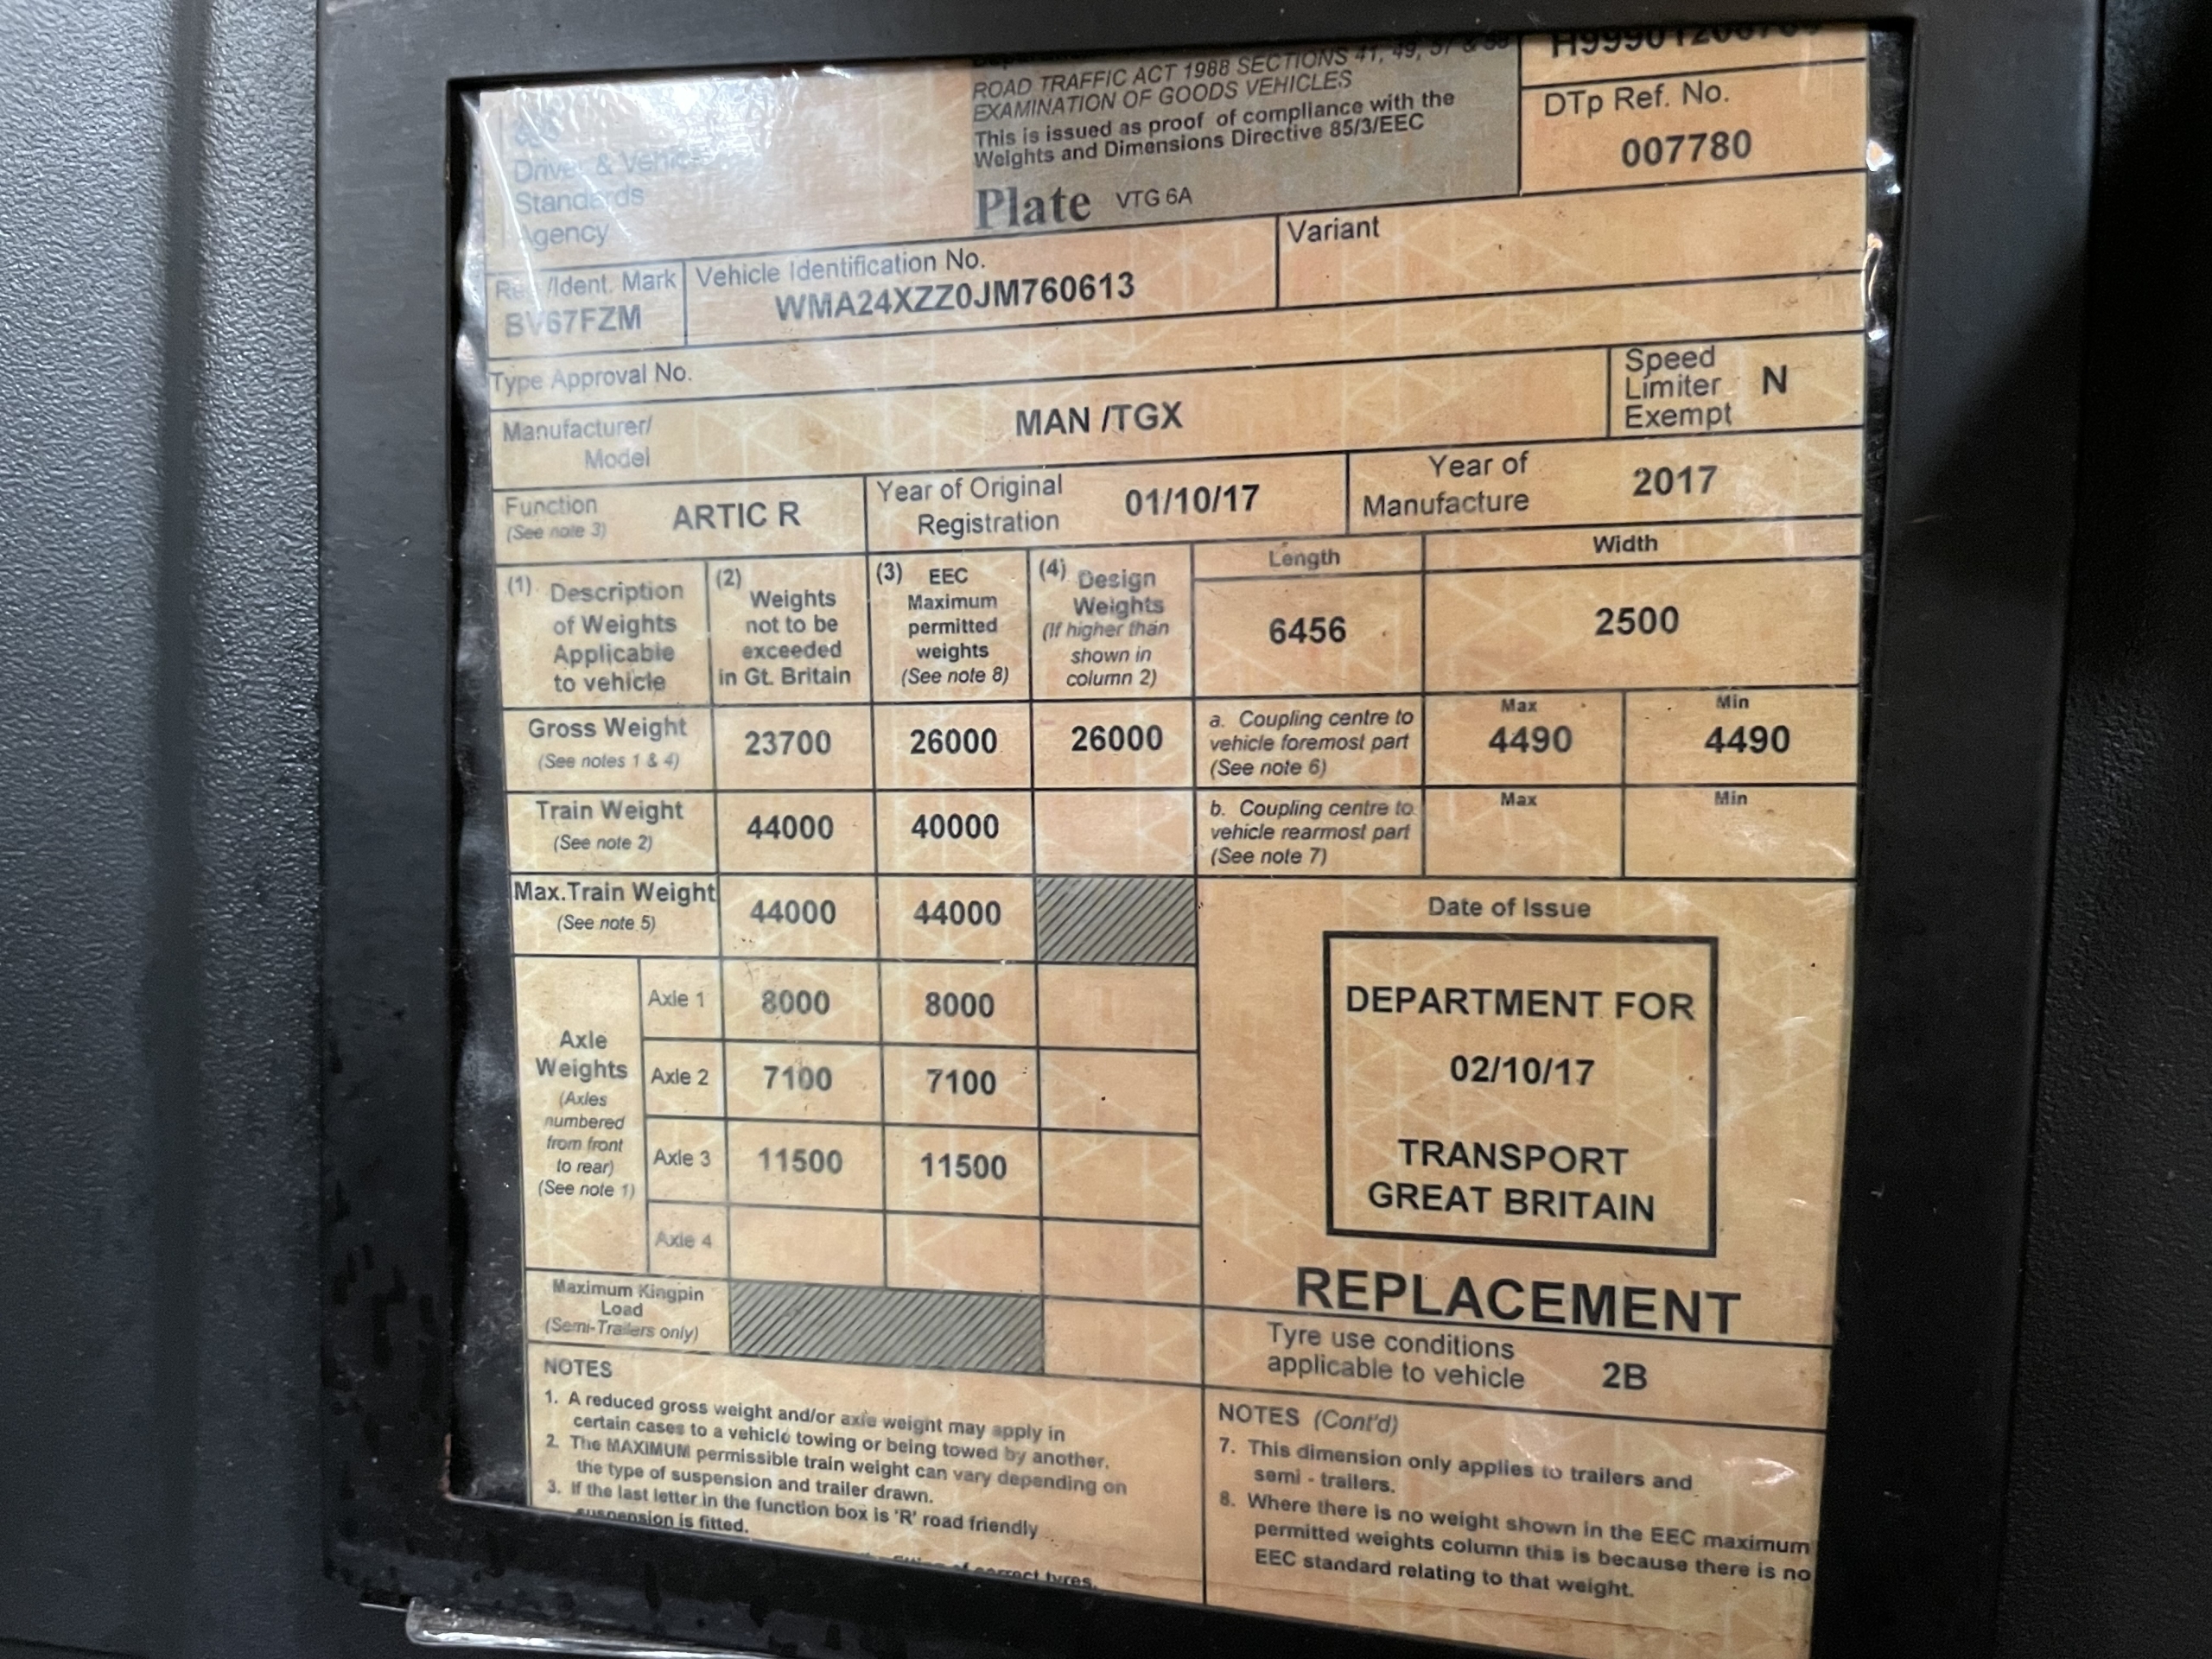 ROAD TRAFFIC ACT 1988 SECTIONS 41, 49, 57 & 58
EXAMINATION OF GOODS VEHICLES
This is issued as proof of compliance with the
Weights and Dimensions Directive 85/3/EEC
Plate VTG 6A
DTp Ref. No.
007780
Driver & Vehicle
Standards
Agency
/Ident. Mark
BV67FZM
Vehicle Identification No.
WMA24XZZ0JM760613
Variant
Type Approval No.
Manufacturer/
Model
MAN /TGX
Speed
Limiter
Exempt
N
Function
(See note 3)
ARTIC R
Year of Original
Registration
01/10/17
Year of
Manufacture
2017
(1) Description
of Weights
Applicable
to vehicle
(2)
Weights
not to be
exceeded
in Gt. Britain
(3) EEC
Maximum
permitted
weights
(See note 8)
(4) Design
Weights
(If higher than
shown in
column 2)
Length
6456
Width
2500
Gross Weight
(See notes 1 & 4)
23700
26000
26000
a. Coupling centre to
vehicle foremost part
(See note 6)
Max
4490
Min
4490
Train Weight
(See note 2)
44000
40000
b. Coupling centre to
vehicle rearmost part
(See note 7)
Max
Min
Max.Train Weight
(See note 5)
44000
44000
Axle
Weights
(Axles
numbered
from front
to rear)
(See note 1)
Axle 1
8000
8000
Axle 2
7100
7100
Axle 3
11500
11500
Axle 4
Maximum Kingpin
Load
(Semi-Trailers only)
Date of Issue
DEPARTMENT FOR
02/10/17
TRANSPORT
GREAT BRITAIN
REPLACEMENT
Tyre use conditions
applicable to vehicle
2B
NOTES
1. A reduced gross weight and/or axle weight may apply in
certain cases to a vehicle towing or being towed by another.
2. The MAXIMUM permissible train weight can vary depending on
the type of suspension and trailer drawn.
3. If the last letter in the function box is 'R' road friendly
suspension is fitted.
of correct tyres.
NOTES (Cont'd)
7. This dimension only applies to trailers and
semi - trailers.
8. Where there is no weight shown in the EEC maximum
permitted weights column this is because there is no
EEC standard relating to that weight.